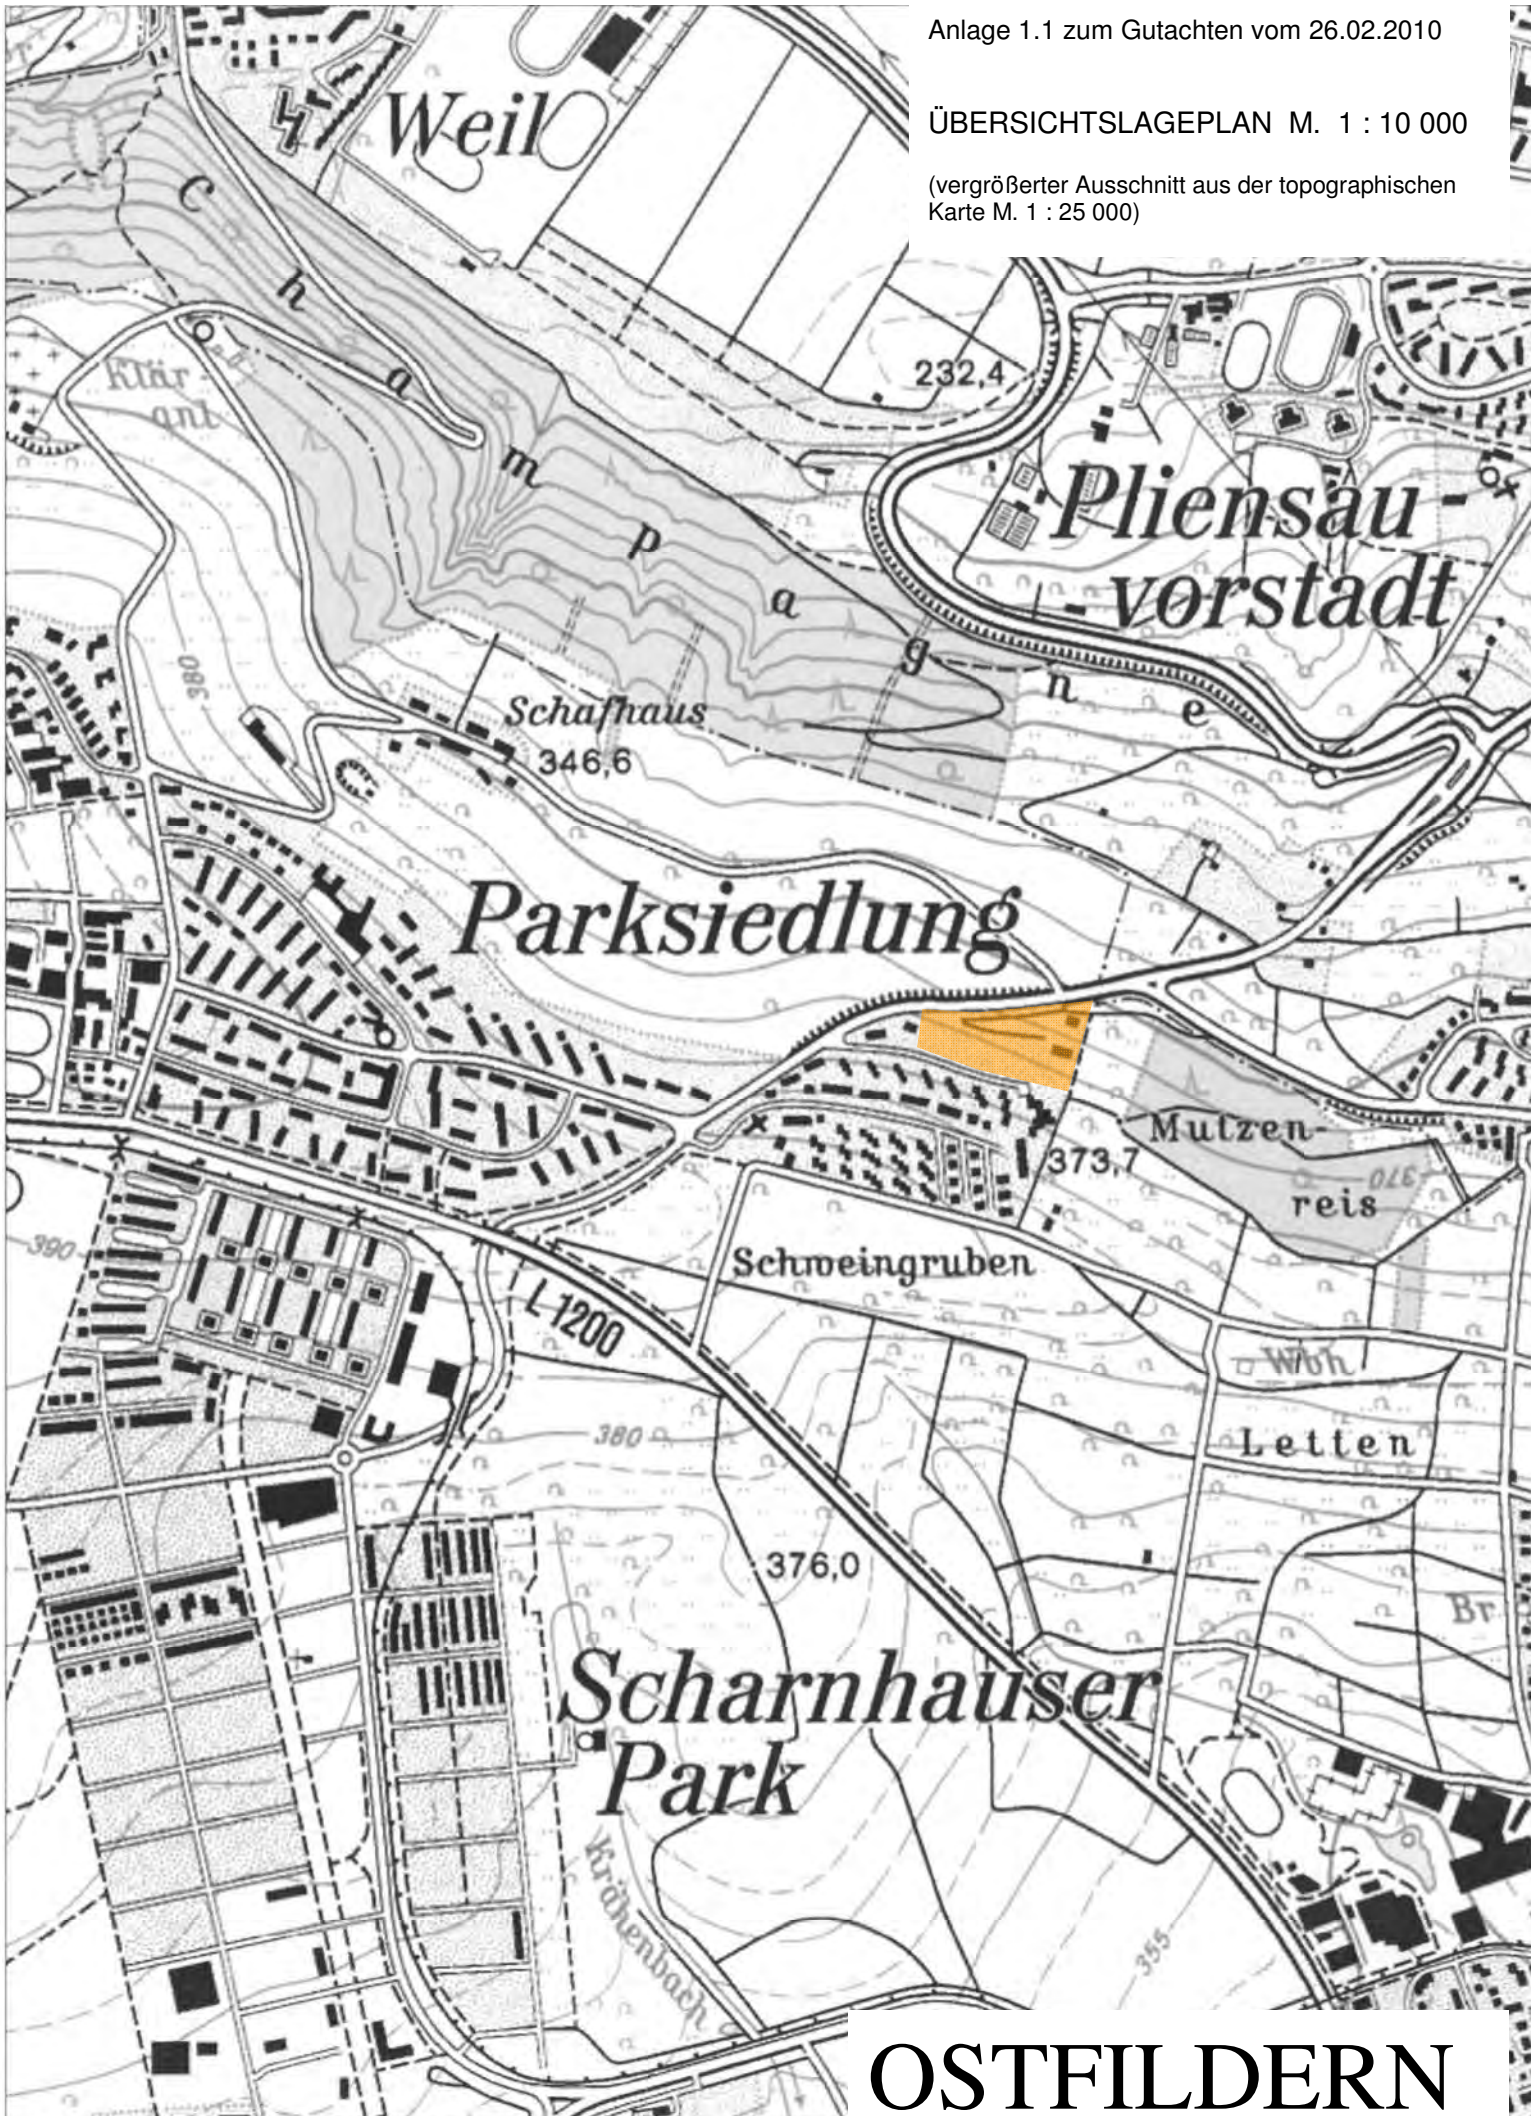 Anlage 1.1 zum Gutachten vom 26.02.2010
ÜBERSICHTSLAGEPLAN M. 1 : 10 000
(vergrößerter Ausschnitt aus der topographischen
Karte M. 1 : 25 000)
Weil
Champagne
232,4
Klär-
anl
Pliensau-
vorstadt
380
Schafhaus
346,6
Parksiedlung
Mutzen-
reis
373,7
370
390
Schweingruben
L 1200
Wbh
Letten
380
376,0
Br
Scharnhauser
Park
Krähenbach
355
OSTFILDERN